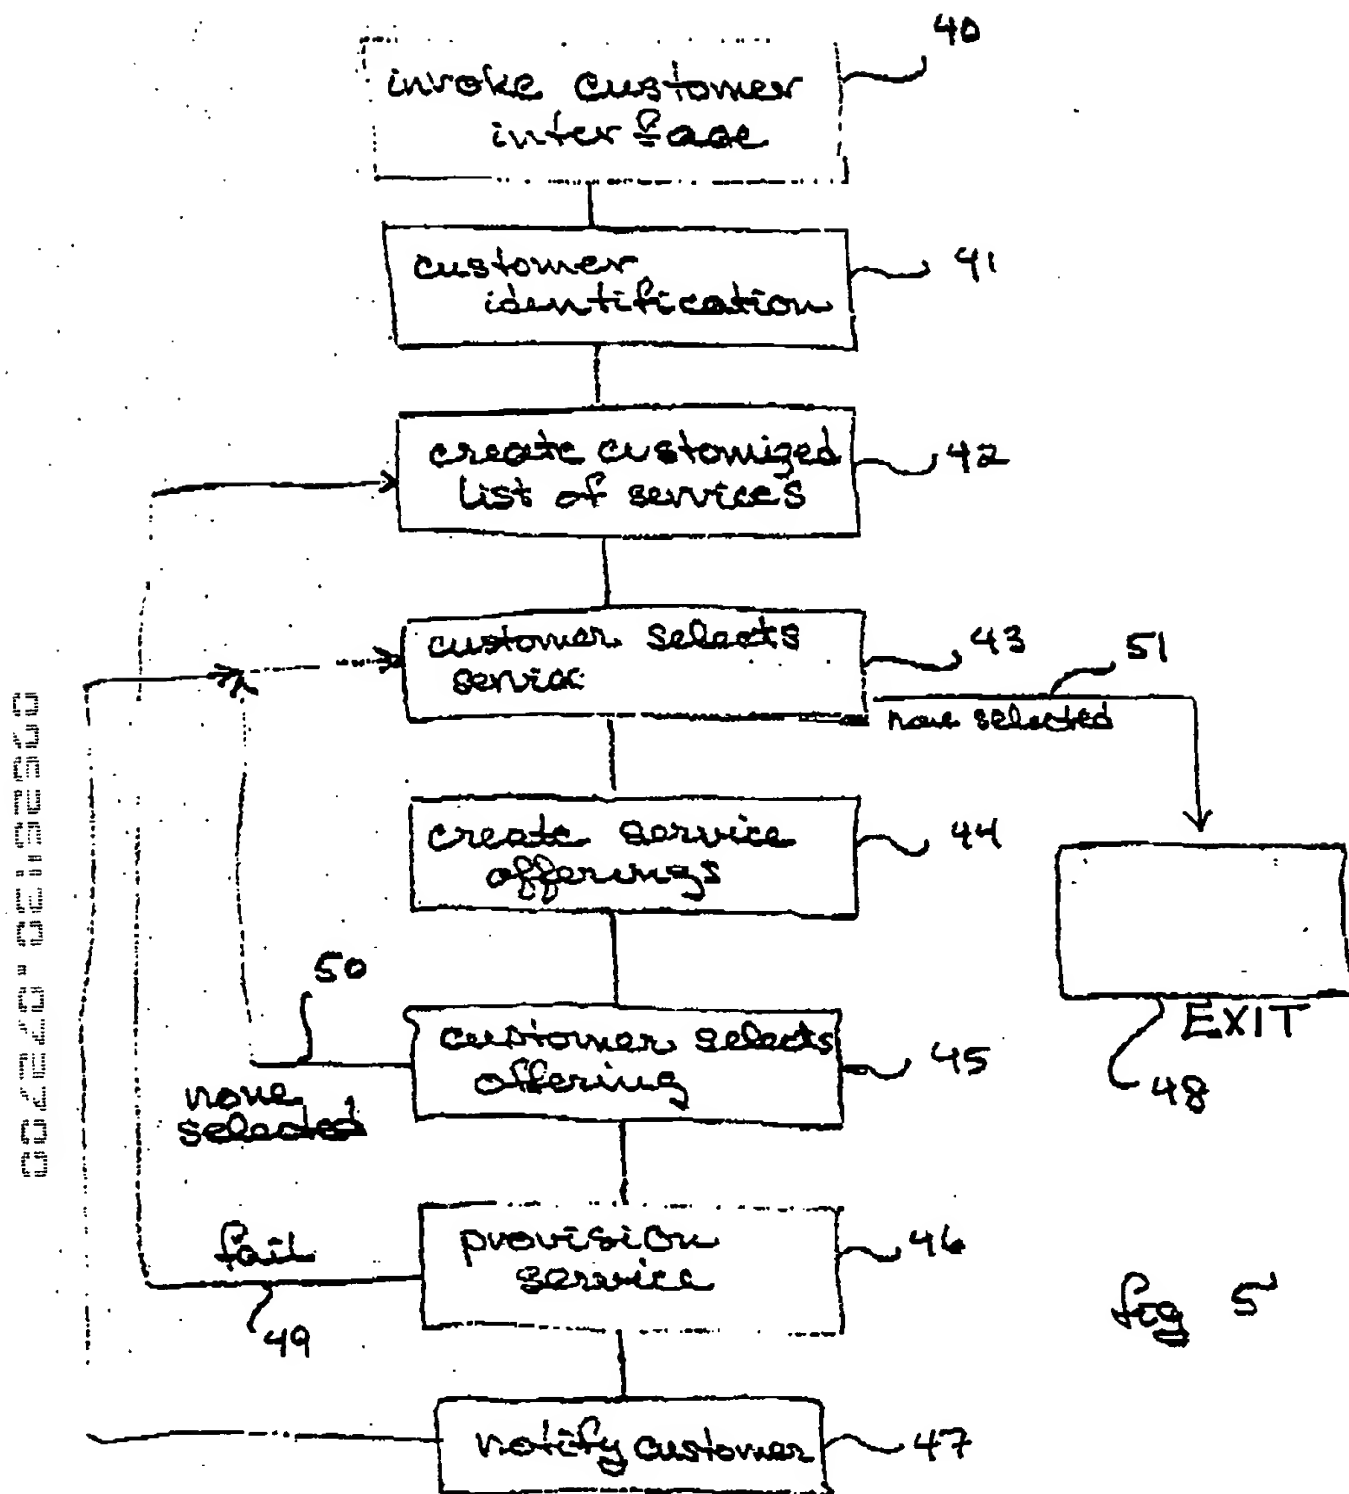 40
invoke customer
interface
41
customer
identification
42
create customized
list of services
43
customer selects
service
51
none selected
44
create service
offerings
50
EXIT
48
45
customer selects
offering
none
selected
46
provision
service
fail
49
fig 5
47
notify customer